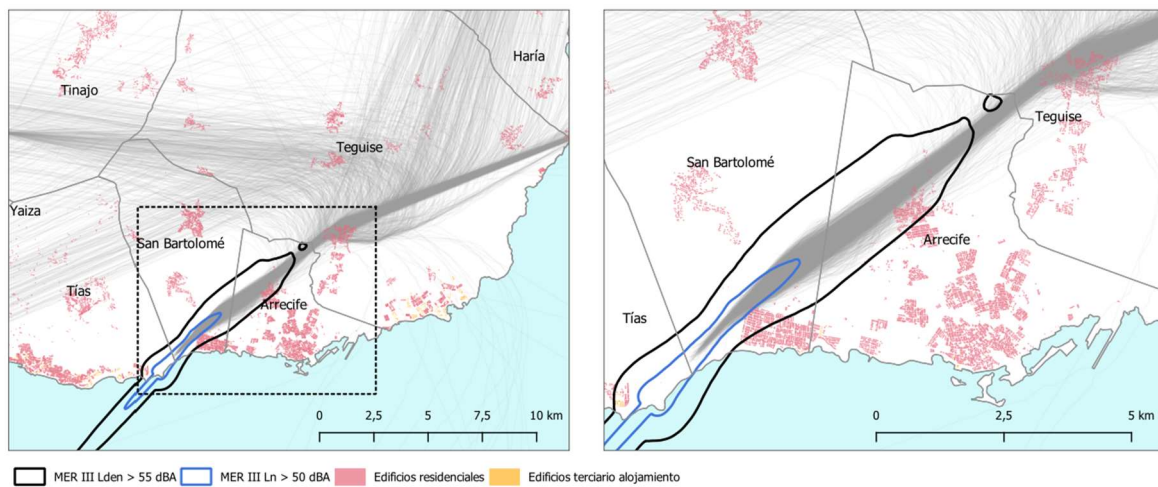 Haría
Tinajo
Teguise
Yaiza
San Bartolomé
Tías
Arrecife
0 2,5 5 7,5 10 km
Teguise
San Bartolomé
Arrecife
Tías
0 2,5 5 km
MER III Lden > 55 dBA MER III Ln > 50 dBA Edificios residenciales Edificios terciario alojamiento